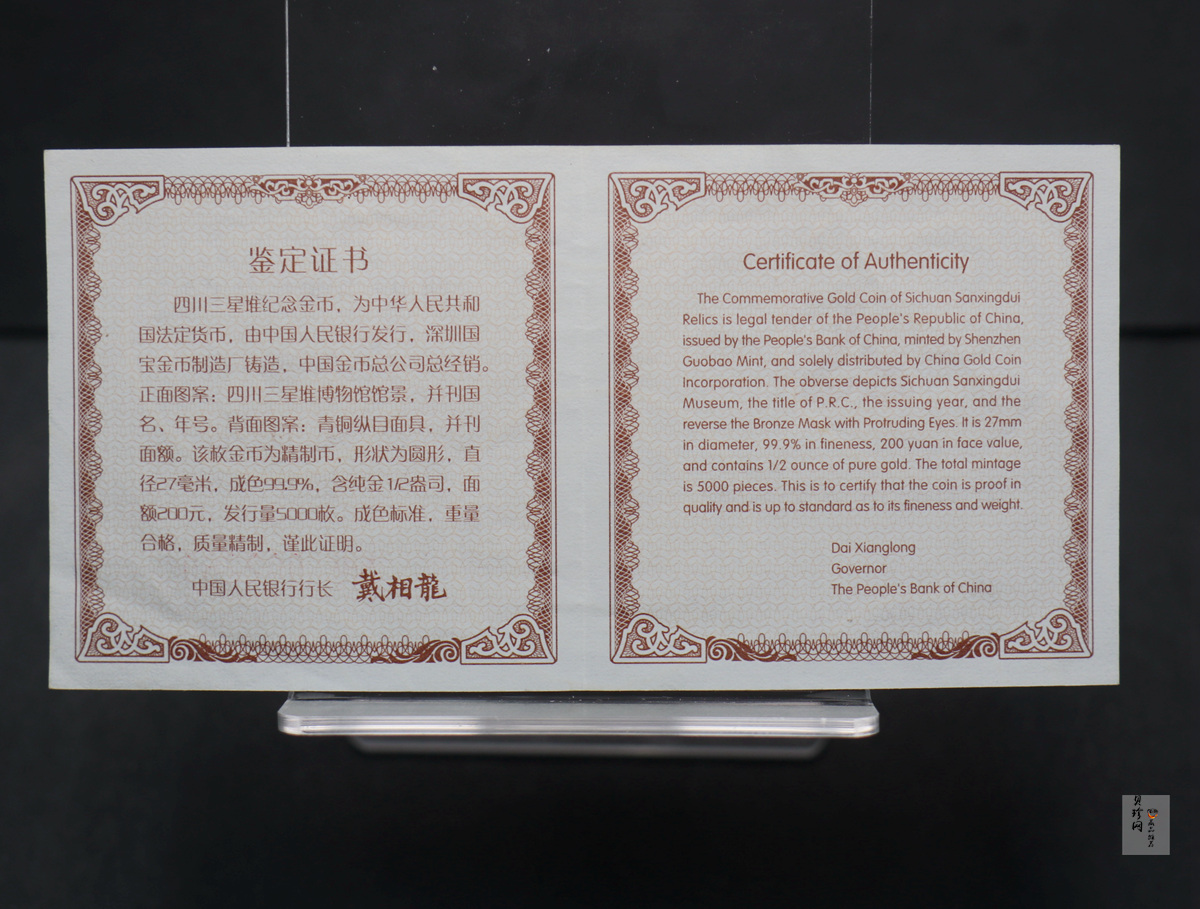 鉴定证书
四川三星堆纪念金币，为中华人民共和
国法定货币，由中国人民银行发行，深圳国
宝金币制造厂铸造，中国金币总公司总经销。
正面图案：四川三星堆博物馆馆景，并刊国
名、年号。背面图案：青铜纵目面具，并刊
面额。该枚金币为精制币，形状为圆形，直
径27毫米，成色99.9%，含纯金1/2盎司，面
额200元，发行量5000枚。成色标准，重量
合格，质量精制，谨此证明。
中国人民银行行长 戴相龍
Certificate of Authenticity
The Commemorative Gold Coin of Sichuan Sanxingdui
Relics is legal tender of the People's Republic of China,
issued by the People's Bank of China, minted by Shenzhen
Guobao Mint, and solely distributed by China Gold Coin
Incorporation. The obverse depicts Sichuan Sanxingdui
Museum, the title of P.R.C., the issuing year, and the
reverse the Bronze Mask with Protruding Eyes. It is 27mm
in diameter, 99.9% in fineness, 200 yuan in face value,
and contains 1/2 ounce of pure gold. The total mintage
is 5000 pieces. This is to certify that the coin is proof in
quality and is up to standard as to its fineness and weight.
Dai Xianglong
Governor
The People's Bank of China
贝珍网